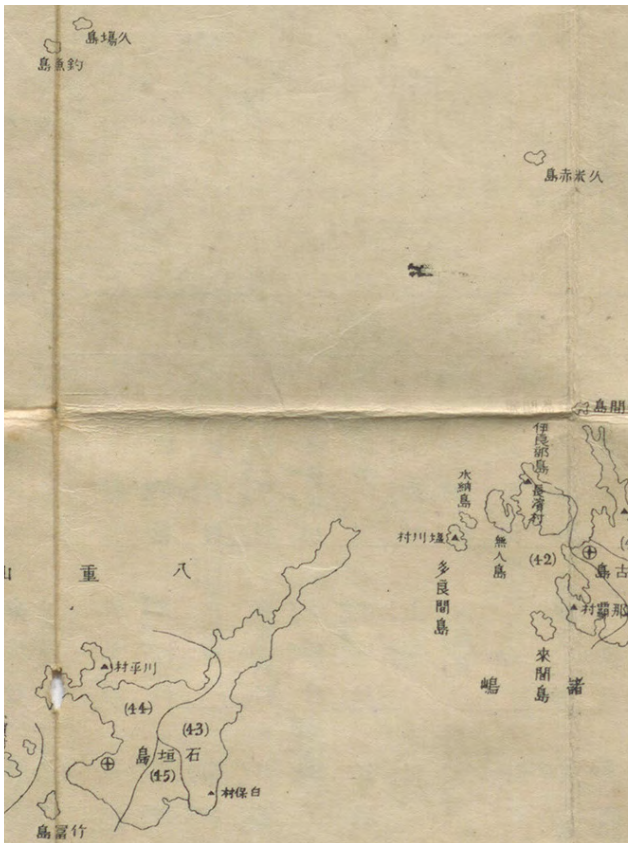 久塲島
釣魚島
久米赤島
間島
伊良部島
長濱村
水納島
塩川村
無人島
(42)
古島
多良間島
那覇村
來間島
諸嶋
八重山
川平村
(44)
(43)
石垣島
(45)
白保村
竹冨島